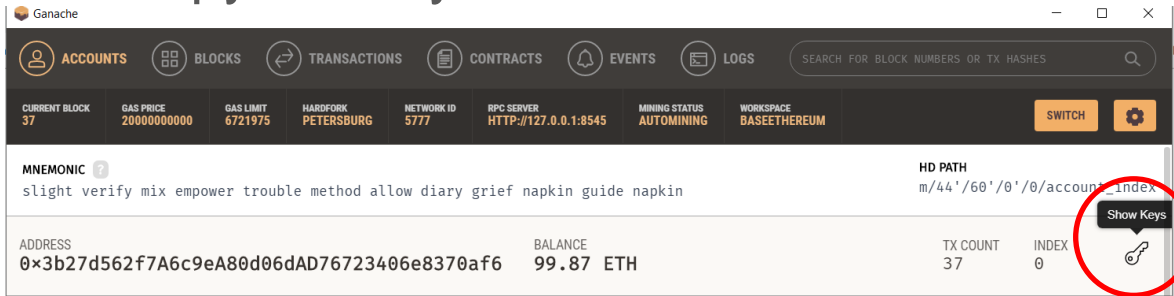 Ganache
ACCOUNTS BLOCKS TRANSACTIONS CONTRACTS EVENTS LOGS SEARCH FOR BLOCK NUMBERS OR TX HASHES
CURRENT BLOCK GAS PRICE GAS LIMIT HARDFORK NETWORK ID RPC SERVER MINING STATUS WORKSPACE
37 20000000000 6721975 PETERSBURG 5777 HTTP://127.0.0.1:8545 AUTOMINING BASEETHEREUM SWITCH
MNEMONIC ? HD PATH
slight verify mix empower trouble method allow diary grief napkin guide napkin m/44'/60'/0'/0/account_index
Show Keys
ADDRESS BALANCE TX COUNT INDEX
0×3b27d562f7A6c9eA80d06dAD76723406e8370af6 99.87 ETH 37 0